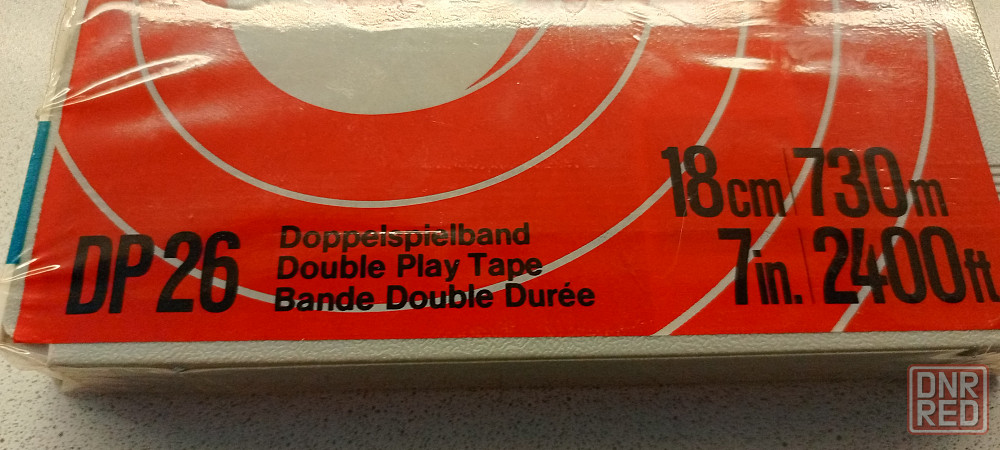 DP26
Doppelspielband
Double Play Tape
Bande Double Durée
18cm 730m
7in. 2400ft
DNR
RED